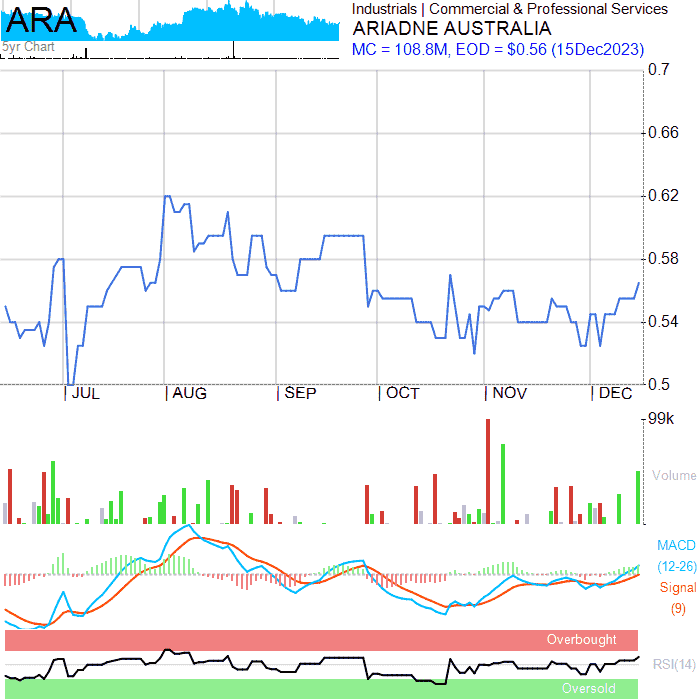 ARA
5yr Chart
Industrials | Commercial & Professional Services
ARIADNE AUSTRALIA
MC = 108.8M, EOD = $0.56 (15Dec2023)
0.7
0.66
0.62
0.58
0.54
0.5
| JUL | AUG | SEP | OCT | NOV | DEC
99k
Volume
MACD
(12-26)
Signal
(9)
Overbought
RSI(14)
Oversold